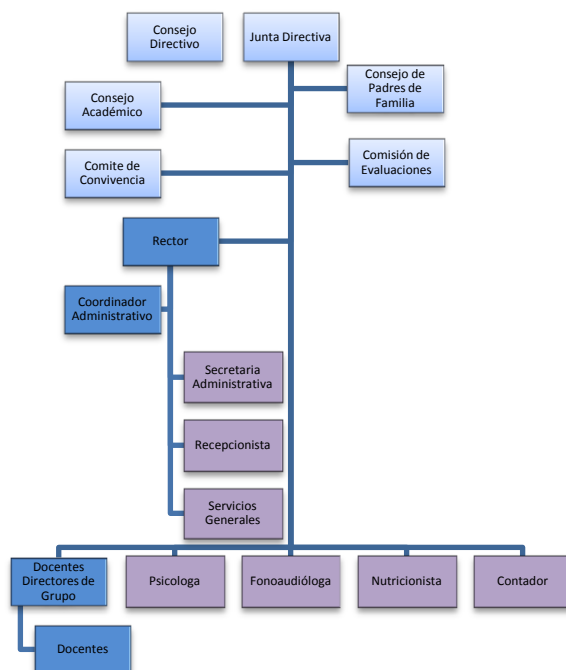 Consejo
Directivo
Junta Directiva
Consejo de
Padres de
Familia
Consejo
Académico
Comite de
Convivencia
Comisión de
Evaluaciones
Rector
Coordinador
Administrativo
Secretaria
Administrativa
Recepcionista
Servicios
Generales
Docentes
Directores de
Grupo
Psicologa
Fonoaudióloga
Nutricionista
Contador
Docentes